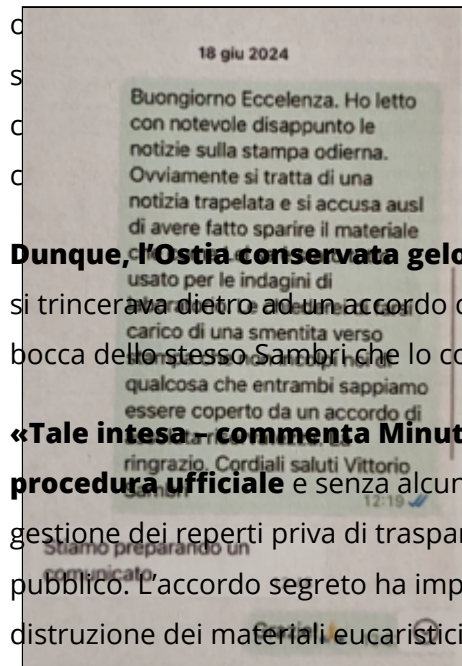 18 giu 2024
Buongiorno Eccelenza. Ho letto
con notevole disappunto le
notizie sulla stampa odierna.
Ovviamente si tratta di una
notizia trapelata e si accusa ausl
di avere fatto sparire il materiale
Dunque, l’Ostia conservata gelo
usato per le indagini di
si trincerava dietro ad un accordo
carico di una smentita verso
bocca dello stesso Sambri che lo co
qualcosa che entrambi sappiamo
essere coperto da un accordo di
«Tale intesa – commenta Minut
ringrazio. Cordiali saluti Vittorio
procedura ufficiale e senza alcun
12:19
gestione dei reperti priva di traspar
Stiamo preparando un
comunicato
pubblico. L’accordo segreto ha imp
distruzione dei materiali eucaristici